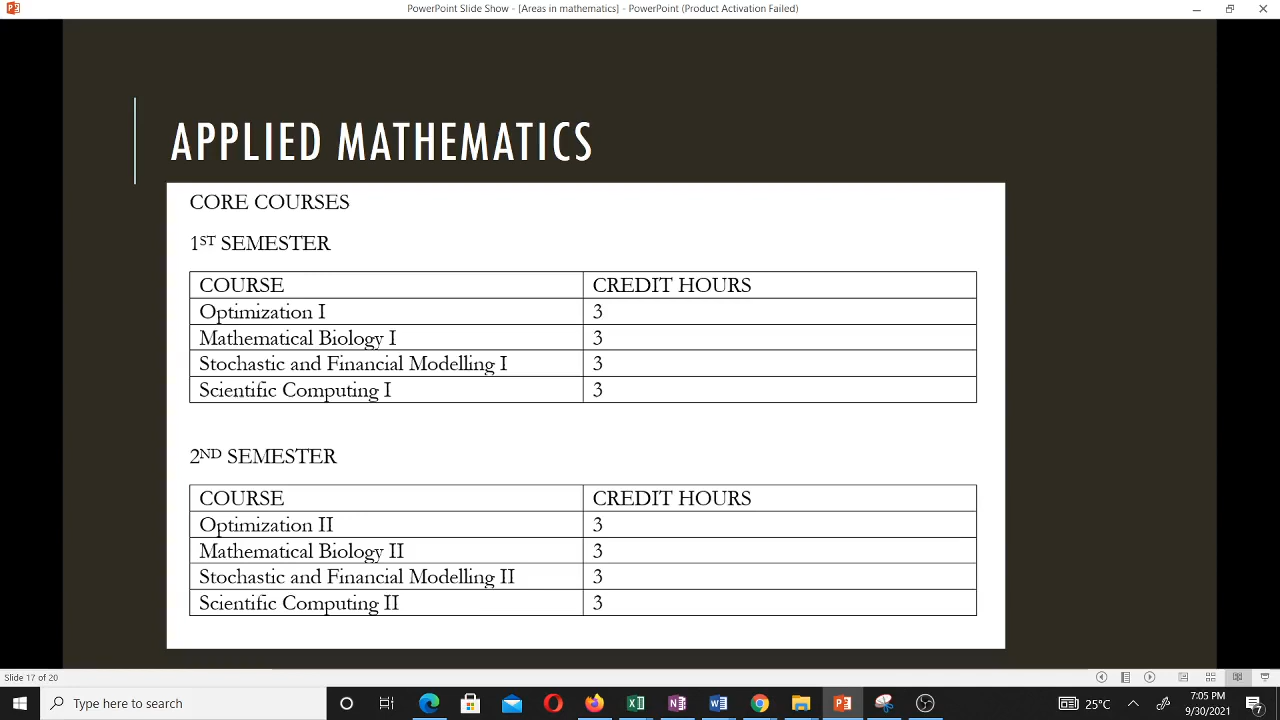 PowerPoint Slide Show - [Areas in mathematics] - PowerPoint (Product Activation Failed)
APPLIED MATHEMATICS
CORE COURSES
1ST SEMESTER
COURSE CREDIT HOURS
Optimization I 3
Mathematical Biology I 3
Stochastic and Financial Modelling I 3
Scientific Computing I 3
2ND SEMESTER
COURSE CREDIT HOURS
Optimization II 3
Mathematical Biology II 3
Stochastic and Financial Modelling II 3
Scientific Computing II 3
Slide 17 of 20
Type here to search
25°C
7:05 PM
9/30/2021
7